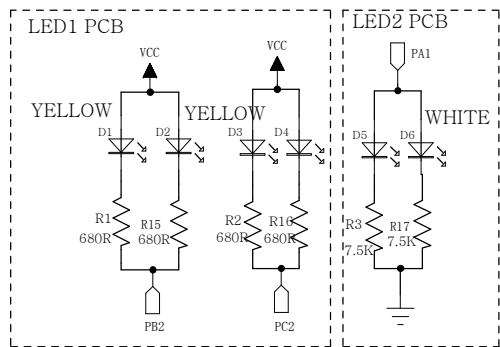 LED1 PCB
LED2 PCB
VCC
VCC
PA1
YELLOW
YELLOW
WHITE
D1
D2
D3
D4
D5
D6
R1
680R
R15
680R
R2
680R
R16
680R
R3
7.5K
R17
7.5K
PB2
PC2